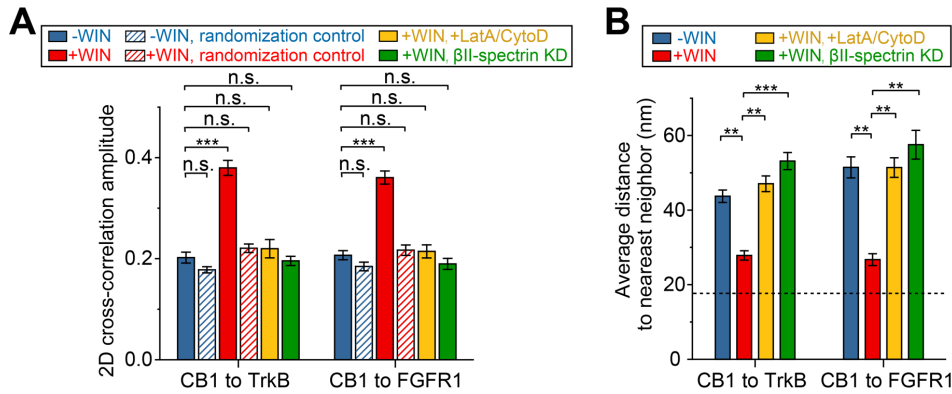 A
-WIN
-WIN, randomization control
+WIN, +LatA/CytoD
+WIN
+WIN, randomization control
+WIN, βII-spectrin KD
2D cross-correlation amplitude
0.4
0.2
0.0
n.s.
n.s.
n.s.
***
n.s.
n.s.
n.s.
n.s.
***
n.s.
CB1 to TrkB
CB1 to FGFR1
B
-WIN
+WIN, +LatA/CytoD
+WIN
+WIN, βII-spectrin KD
Average distance
to neareast neighbor (nm)
60
40
20
0
***
**
**
**
**
**
CB1 to TrkB
CB1 to FGFR1